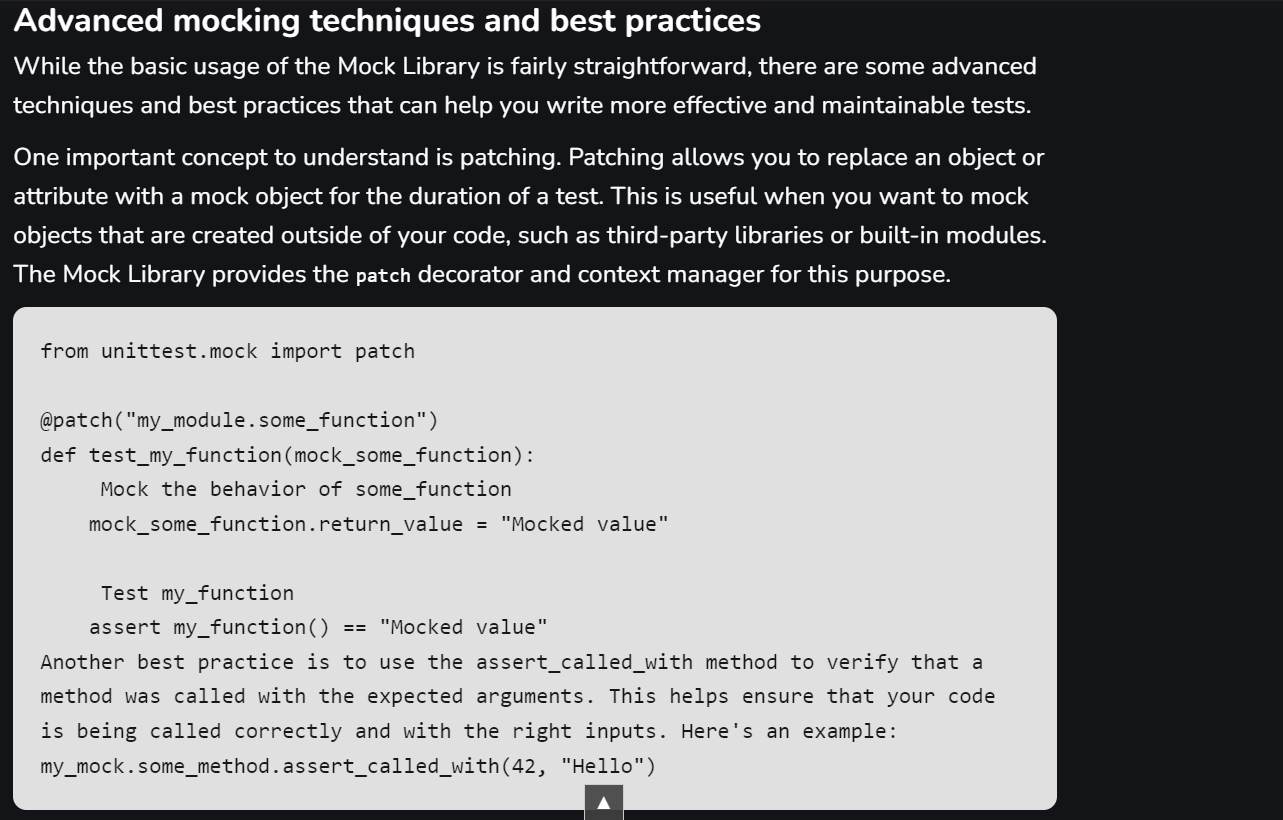 Advanced mocking techniques and best practices
While the basic usage of the Mock Library is fairly straightforward, there are some advanced
techniques and best practices that can help you write more effective and maintainable tests.
One important concept to understand is patching. Patching allows you to replace an object or
attribute with a mock object for the duration of a test. This is useful when you want to mock
objects that are created outside of your code, such as third-party libraries or built-in modules.
The Mock Library provides the patch decorator and context manager for this purpose.
from unittest.mock import patch
@patch("my_module.some_function")
def test_my_function(mock_some_function):
     Mock the behavior of some_function
    mock_some_function.return_value = "Mocked value"
     Test my_function
    assert my_function() == "Mocked value"
Another best practice is to use the assert_called_with method to verify that a
method was called with the expected arguments. This helps ensure that your code
is being called correctly and with the right inputs. Here's an example:
my_mock.some_method.assert_called_with(42, "Hello")